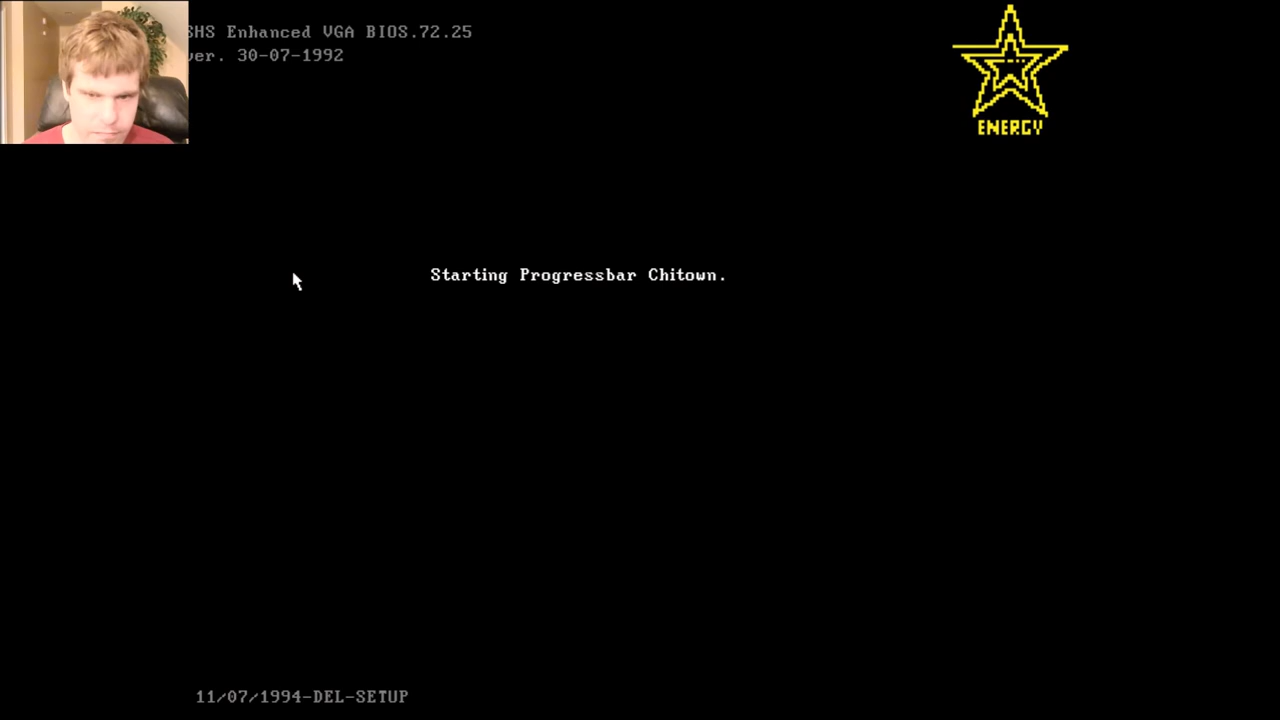 SHS Enhanced VGA BIOS.72.25
ver. 30-07-1992
ENERGY
Starting Progressbar Chitown.
11/07/1994-DEL-SETUP